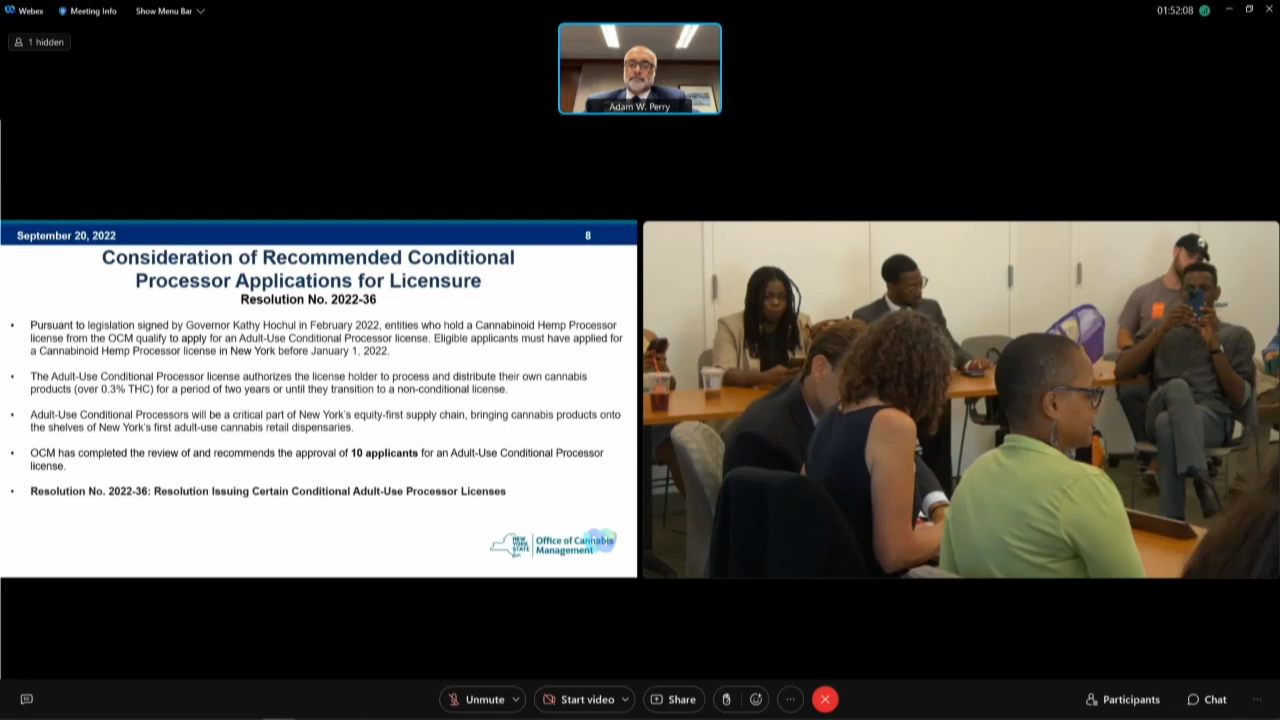 Webex
Meeting Info
Show Menu Bar
01:52:08
1 hidden
Adam W. Perry
September 20, 2022
8
Consideration of Recommended Conditional
Processor Applications for Licensure
Resolution No. 2022-36
• Pursuant to legislation signed by Governor Kathy Hochul in February 2022, entities who hold a Cannabinoid Hemp Processor
license from the OCM qualify to apply for an Adult-Use Conditional Processor license. Eligible applicants must have applied for
a Cannabinoid Hemp Processor license in New York before January 1, 2022.
• The Adult-Use Conditional Processor license authorizes the license holder to process and distribute their own cannabis
products (over 0.3% THC) for a period of two years or until they transition to a non-conditional license.
• Adult-Use Conditional Processors will be a critical part of New York's equity-first supply chain, bringing cannabis products onto
the shelves of New York's first adult-use cannabis retail dispensaries.
• OCM has completed the review of and recommends the approval of 10 applicants for an Adult-Use Conditional Processor
license.
• Resolution No. 2022-36: Resolution Issuing Certain Conditional Adult-Use Processor Licenses
NEW
YORK
STATE
Office of Cannabis
Management
Unmute
Start video
Share
Participants
Chat